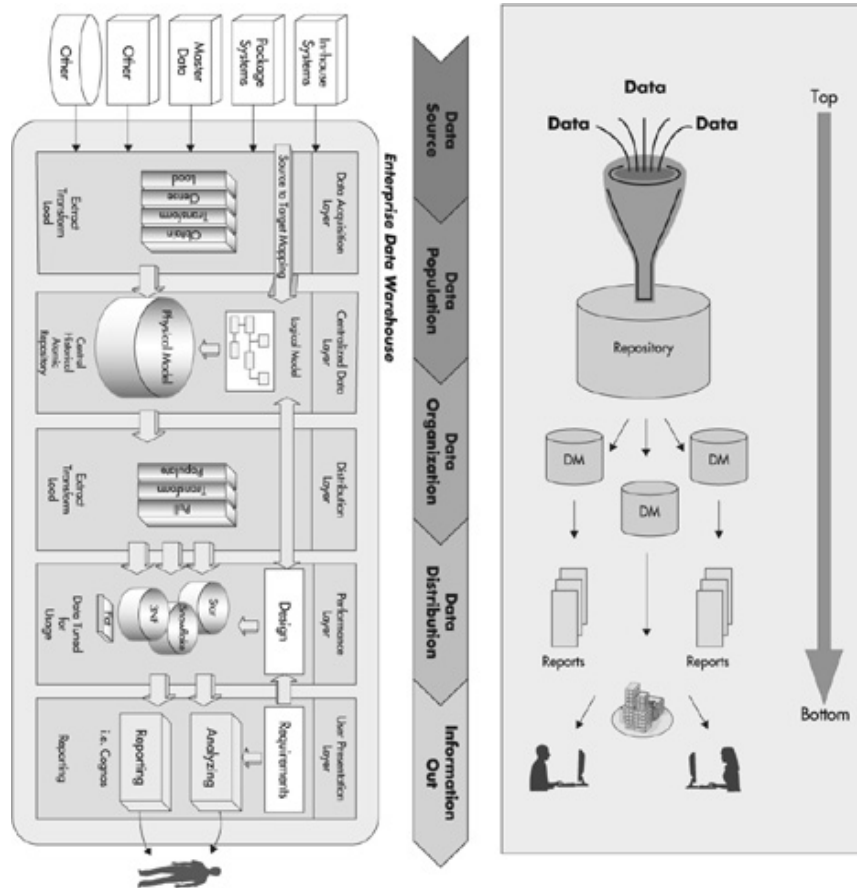 Other
Other
Master
Data
Package
Systems
In-house
Systems
Enterprise Data Warehouse
Extract
Transform
Load
Load
Cleanse
Transform
Obtain
Source to Target Mapping
Data Acquisition
Layer
Central
Historical
Atomic
Repository
Physical Model
Logical Model
Centralized Data
Layer
Extract
Transform
Load
Populate
Transform
Pull
Distribution
Layer
Data Tuned
for
Usage
3NF
Snowflake
Star
Design
Performance
Layer
Reporting
i.e. Cognos
Reporting
Analyzing
Requirements
User Presentation
Layer
Data
Source
Data
Population
Data
Organization
Data
Distribution
Information
Out
Data
Data
Data
Top
Repository
DM
DM
DM
Reports
Reports
Bottom